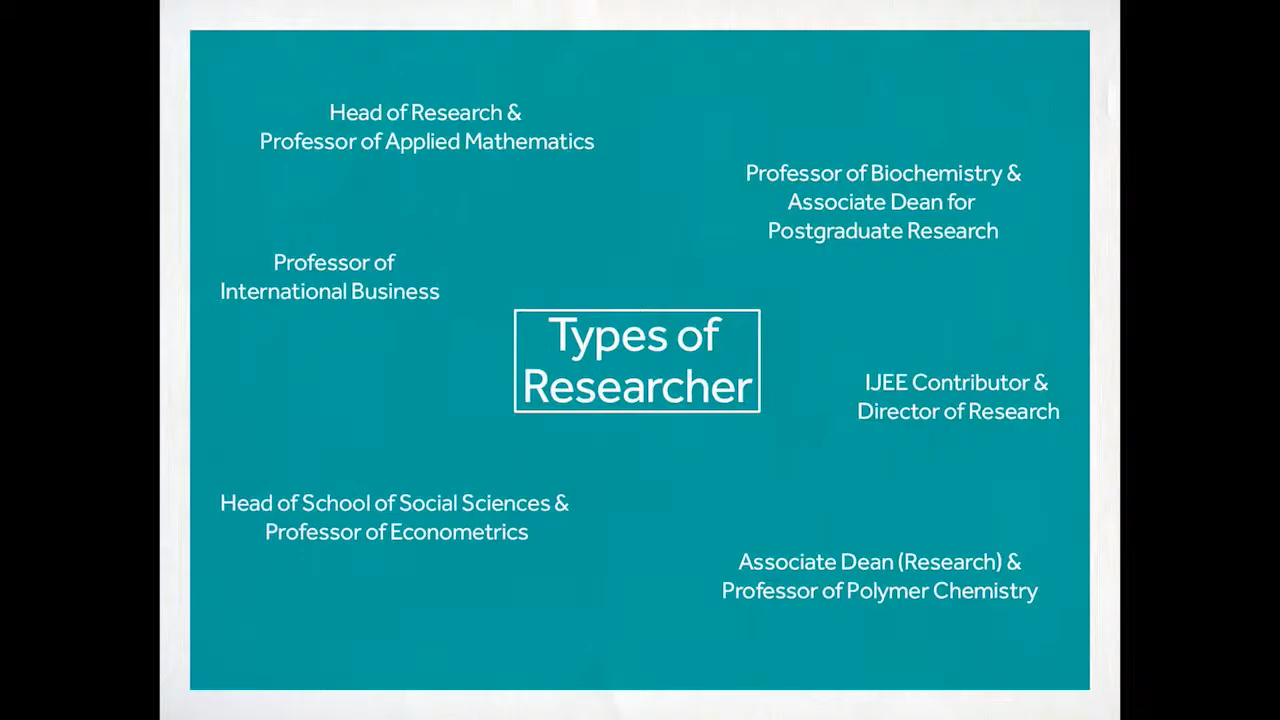 Head of Research &
Professor of Applied Mathematics
Professor of Biochemistry &
Associate Dean for
Postgraduate Research
Professor of
International Business
Types of
Researcher
IJEE Contributor &
Director of Research
Head of School of Social Sciences &
Professor of Econometrics
Associate Dean (Research) &
Professor of Polymer Chemistry